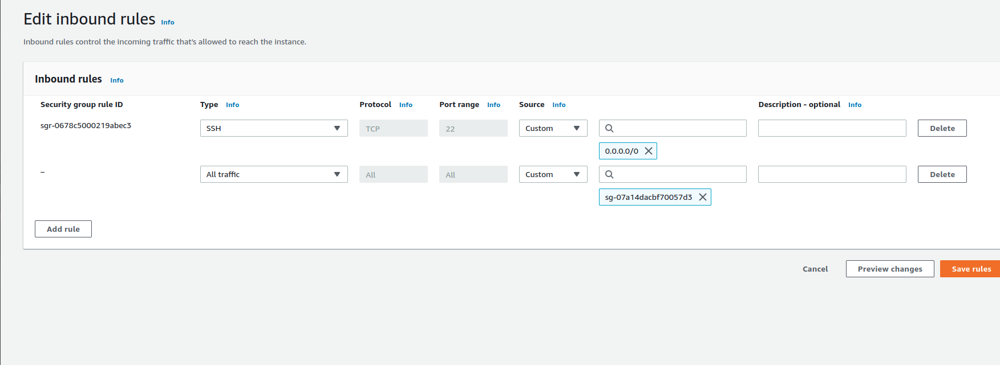 Edit inbound rules Info
Inbound rules control the incoming traffic that's allowed to reach the instance.
Inbound rules Info
Security group rule ID Type Info Protocol Info Port range Info Source Info Description - optional Info
sgr-0678c5000219abec3 SSH TCP 22 Custom Delete
0.0.0.0/0
– All traffic All All Custom Delete
sg-07a14dacbf70057d3
Add rule
Cancel Preview changes Save rules